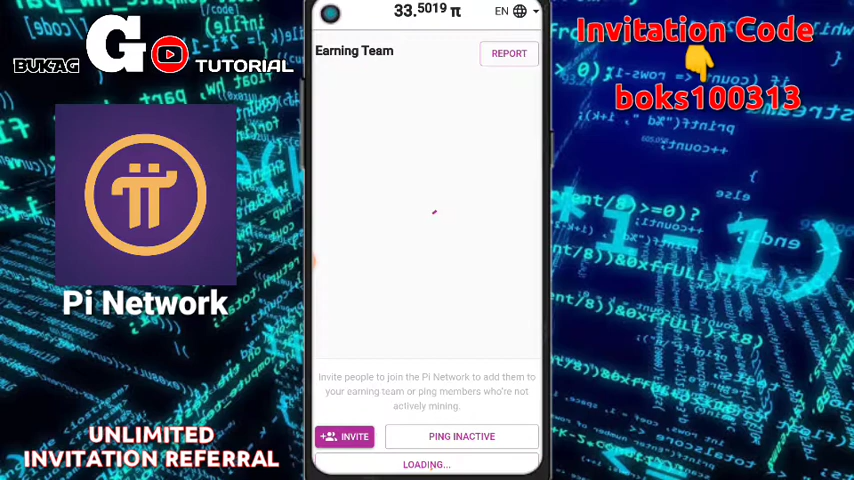 BUKAG
G
TUTORIAL
Pi Network
UNLIMITED
INVITATION REFERRAL
33.5019 π
EN
Earning Team
REPORT
Invite people to join the Pi Network to add them to
your earning team or ping members who're not
actively mining.
INVITE
PING INACTIVE
LOADING...
Invitation Code
boks100313